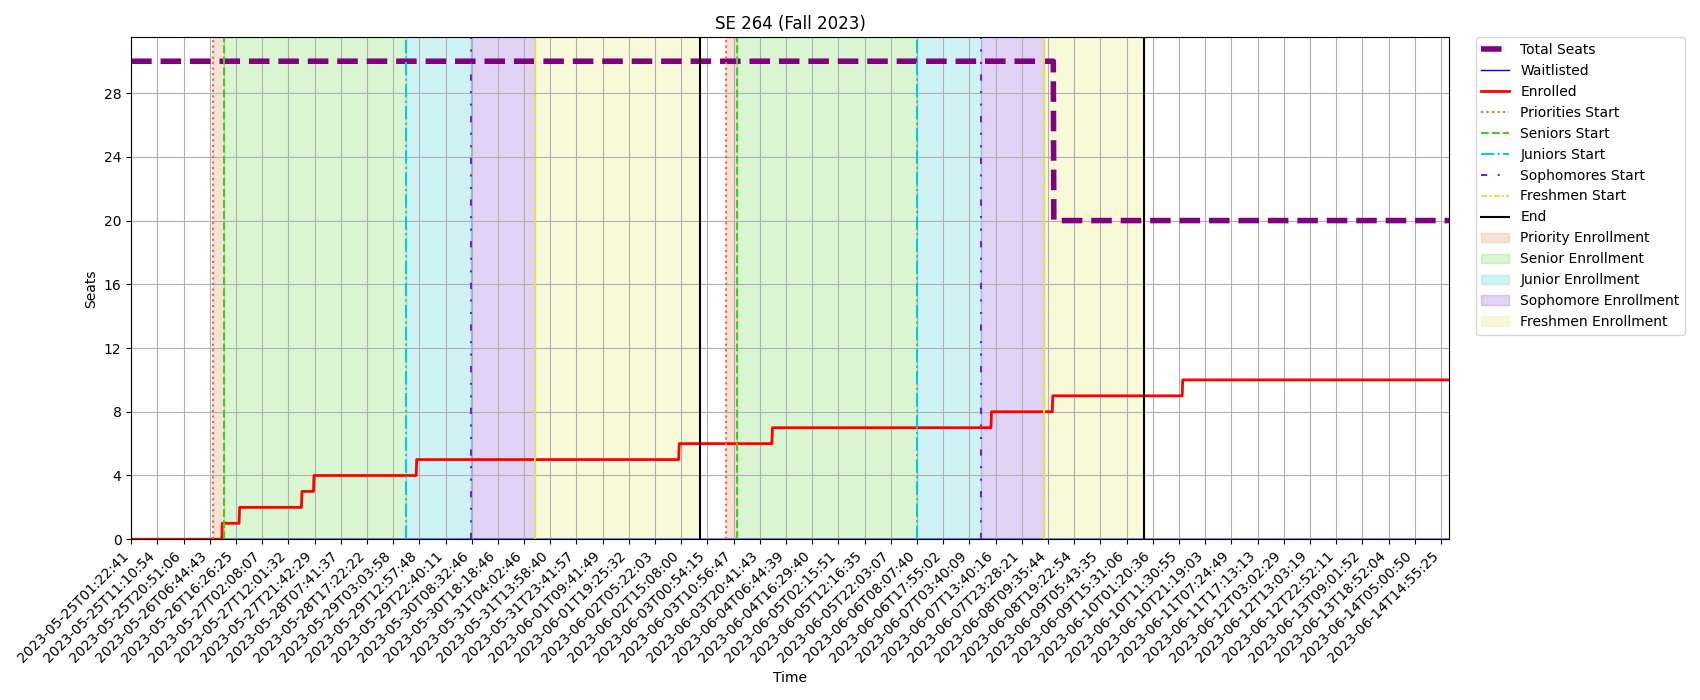 SE 264 (Fall 2023)
Total Seats
Waitlisted
Enrolled
Priorities Start
Seniors Start
Juniors Start
Sophomores Start
Freshmen Start
End
Priority Enrollment
Senior Enrollment
Junior Enrollment
Sophomore Enrollment
Freshmen Enrollment
Seats
28
24
20
16
12
8
4
0
2023-05-25T01:22:41
2023-05-25T11:10:54
2023-05-25T20:51:06
2023-05-26T06:44:43
2023-05-26T16:26:25
2023-05-27T02:08:07
2023-05-27T12:01:32
2023-05-27T21:42:29
2023-05-28T07:41:37
2023-05-28T17:22:22
2023-05-29T03:03:58
2023-05-29T12:57:48
2023-05-29T22:40:11
2023-05-30T08:32:46
2023-05-30T18:18:46
2023-05-31T04:02:46
2023-05-31T13:58:40
2023-05-31T23:41:57
2023-06-01T09:41:49
2023-06-01T19:25:32
2023-06-02T05:22:03
2023-06-02T15:08:00
2023-06-03T00:54:15
2023-06-03T10:56:47
2023-06-03T20:41:43
2023-06-04T06:44:39
2023-06-04T16:29:40
2023-06-05T02:15:51
2023-06-05T12:16:35
2023-06-05T22:03:07
2023-06-06T08:07:40
2023-06-06T17:55:02
2023-06-07T03:40:09
2023-06-07T13:40:16
2023-06-07T23:28:21
2023-06-08T09:35:44
2023-06-08T19:22:54
2023-06-09T05:43:35
2023-06-09T15:31:06
2023-06-10T01:20:36
2023-06-10T11:30:55
2023-06-10T21:19:03
2023-06-11T07:24:49
2023-06-11T17:13:13
2023-06-12T03:02:29
2023-06-12T13:03:19
2023-06-12T22:52:11
2023-06-13T09:01:52
2023-06-13T18:52:04
2023-06-14T05:00:50
2023-06-14T14:55:25
Time